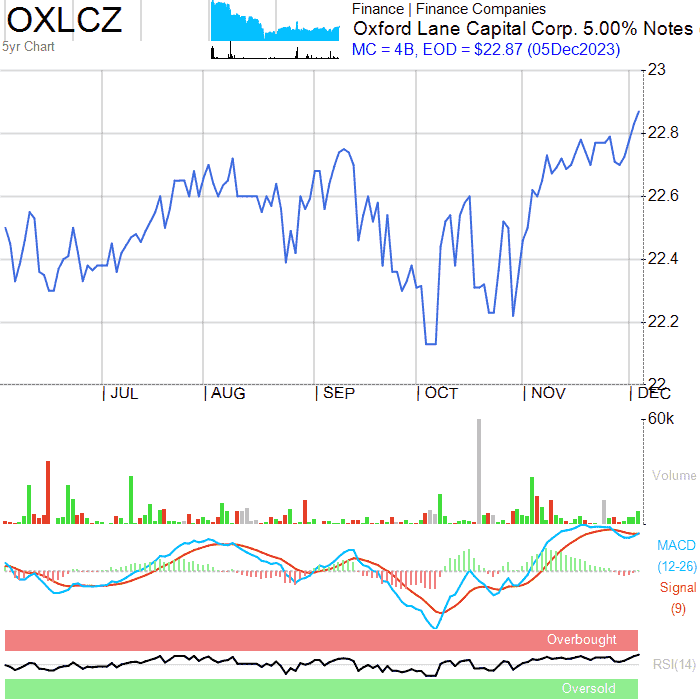 OXLCZ
5yr Chart
Finance | Finance Companies
Oxford Lane Capital Corp. 5.00% Notes
MC = 4B, EOD = $22.87 (05Dec2023)
23
22.8
22.6
22.4
22.2
22
JUL AUG SEP OCT NOV DEC
60k
Volume
MACD
(12-26)
Signal
(9)
Overbought
RSI(14)
Oversold